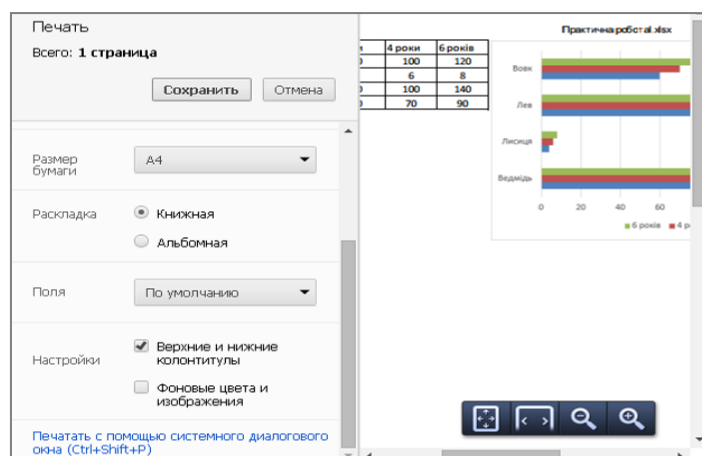 Печать
Всего: 1 страница
Сохранить
Отмена
Размер бумаги
A4
Раскладка
Книжная
Альбомная
Поля
По умолчанию
Настройки
Верхние и нижние
колонтитулы
Фоновые цвета и
изображения
Печатать с помощью системного диалогового
окна (Ctrl+Shift+P)
Практична робота1.xlsx
4 роки 6 років
100 120
6 8
100 140
70 90
Вовк
Лев
Лисиця
Ведмідь
0 20 40 60
6 років 4 р